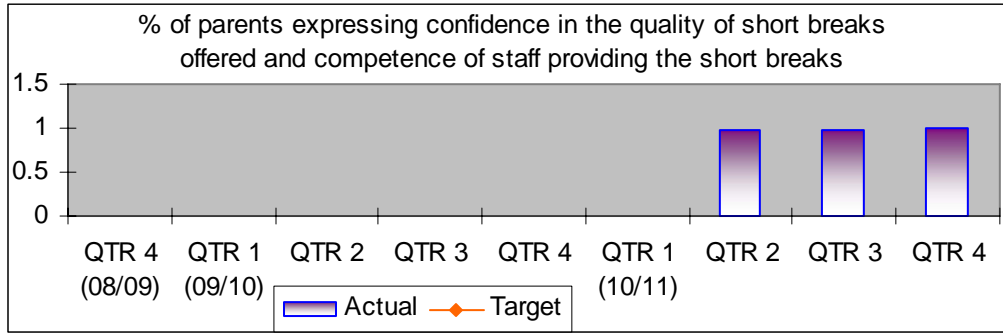 % of parents expressing confidence in the quality of short breaks
offered and competence of staff providing the short breaks
1.5
1
0.5
0
QTR 4 QTR 1 QTR 2 QTR 3 QTR 4 QTR 1 QTR 2 QTR 3 QTR 4
(08/09) (09/10) (10/11)
Actual Target